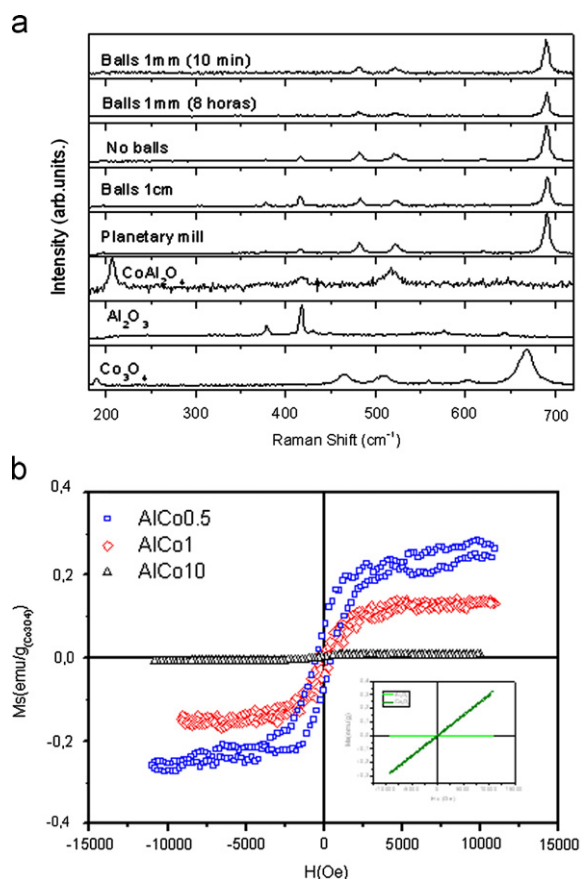 a
Balls 1mm (10 min)
Balls 1mm (8 horas)
No balls
Balls 1cm
Planetary mill
CoAl₂O₄
Al₂O₃
Co₃O₄
Intensity (arb.units.)
200 300 400 500 600 700
Raman Shift (cm⁻¹)
b
0,4
0,2
0,0
-0,2
-0,4
AlCo0.5
AlCo1
AlCo10
Ms(emu/g(Co3O4))
-15000 -10000 -5000 0 5000 10000 15000
H(Oe)